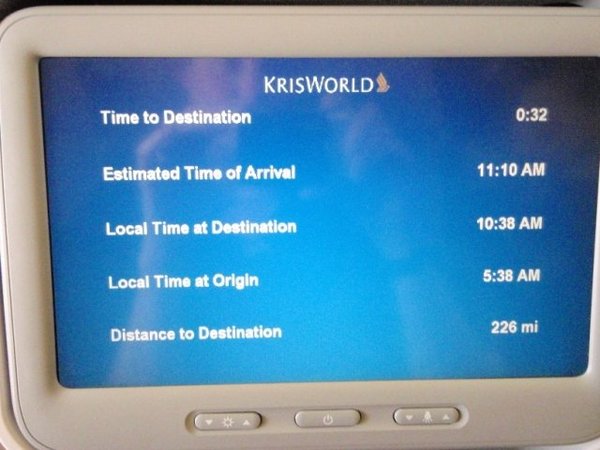 KRISWORLD
Time to Destination 0:32
Estimated Time of Arrival 11:10 AM
Local Time at Destination 10:38 AM
Local Time at Origin 5:38 AM
Distance to Destination 226 mi